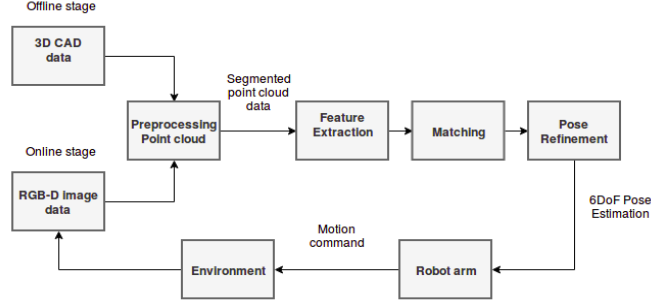 Offline stage
3D CAD
data
Segmented
point cloud
data
Preprocessing
Point cloud
Feature
Extraction
Matching
Pose
Refinement
Online stage
RGB-D image
data
6DoF Pose
Estimation
Motion
command
Environment
Robot arm